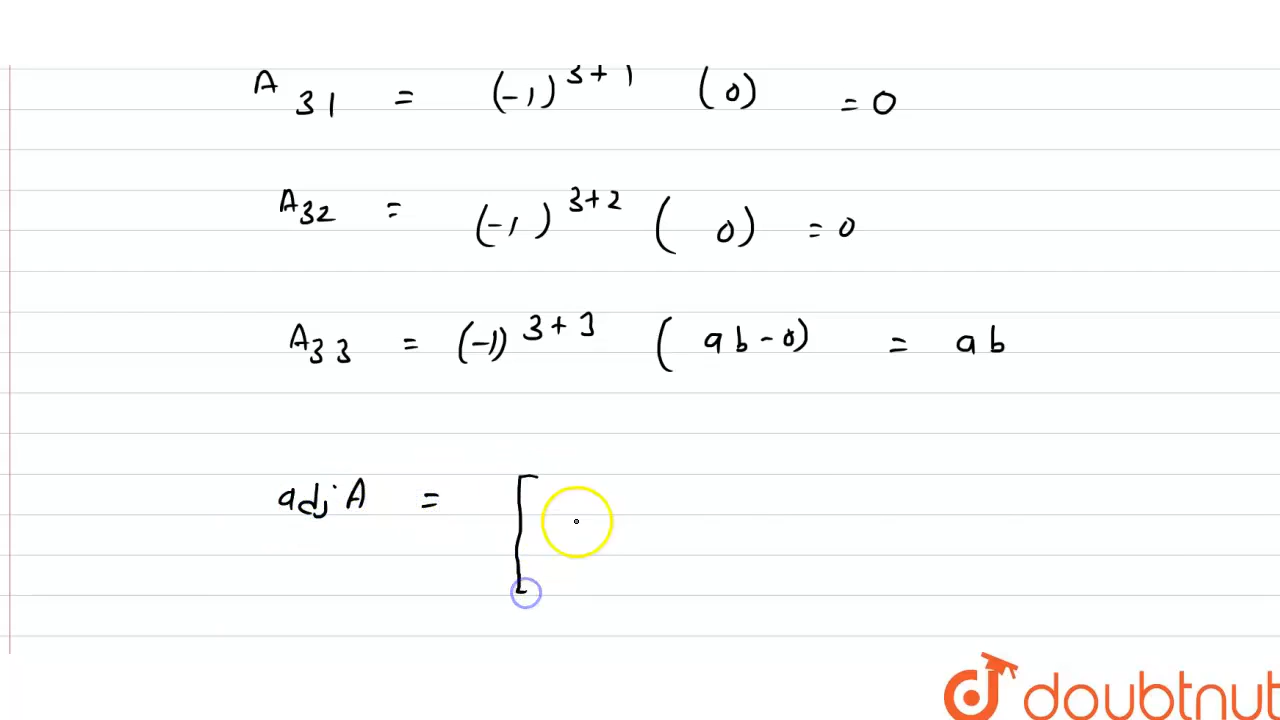 A 31 = (-1)^3+1 (0) = 0
A32 = (-1)^3+2 ( 0) = 0
A33 = (-1)^3+3 (ab-0) = ab
adj A = [
doubtnut